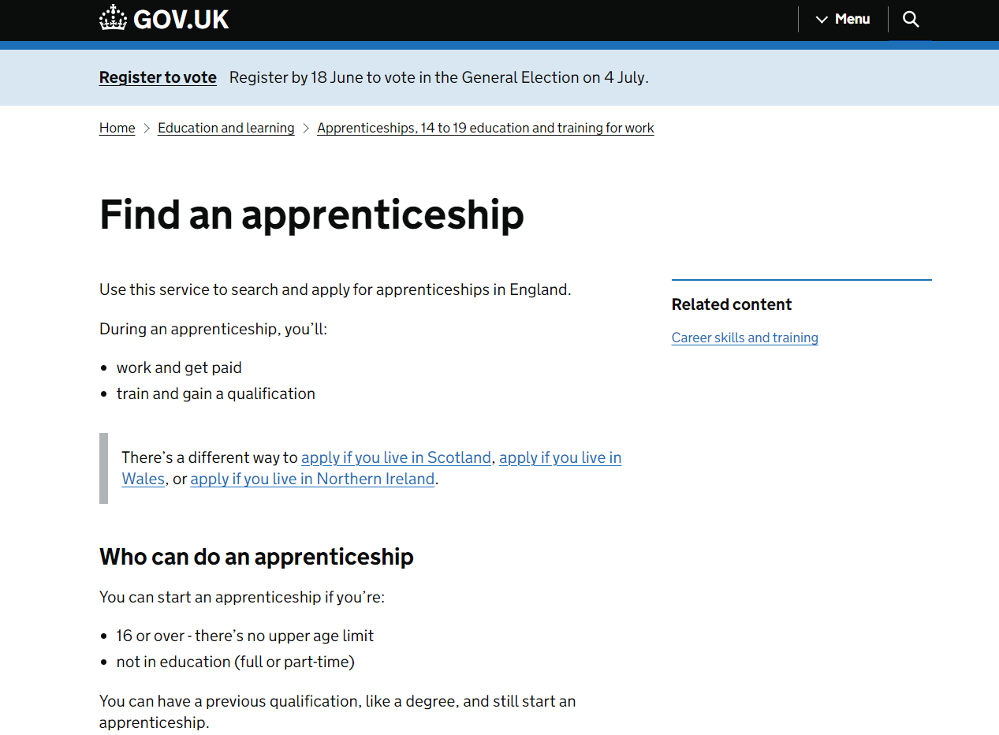 GOV.UK
Menu
Register to vote Register by 18 June to vote in the General Election on 4 July.
Home > Education and learning > Apprenticeships, 14 to 19 education and training for work
Find an apprenticeship
Use this service to search and apply for apprenticeships in England.
During an apprenticeship, you’ll:
• work and get paid
• train and gain a qualification
There’s a different way to apply if you live in Scotland, apply if you live in
Wales, or apply if you live in Northern Ireland.
Who can do an apprenticeship
You can start an apprenticeship if you’re:
• 16 or over - there’s no upper age limit
• not in education (full or part-time)
You can have a previous qualification, like a degree, and still start an
apprenticeship.
Related content
Career skills and training